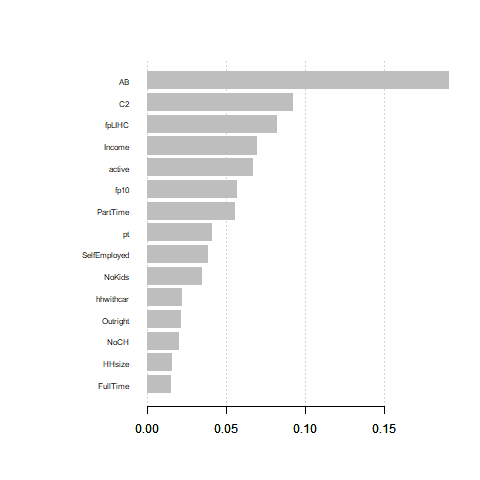 AB
C2
fpLIHC
Income
active
fp10
PartTime
pt
SelfEmployed
NoKids
hhwithcar
Outright
NoCH
HHsize
FullTime
0.00 0.05 0.10 0.15